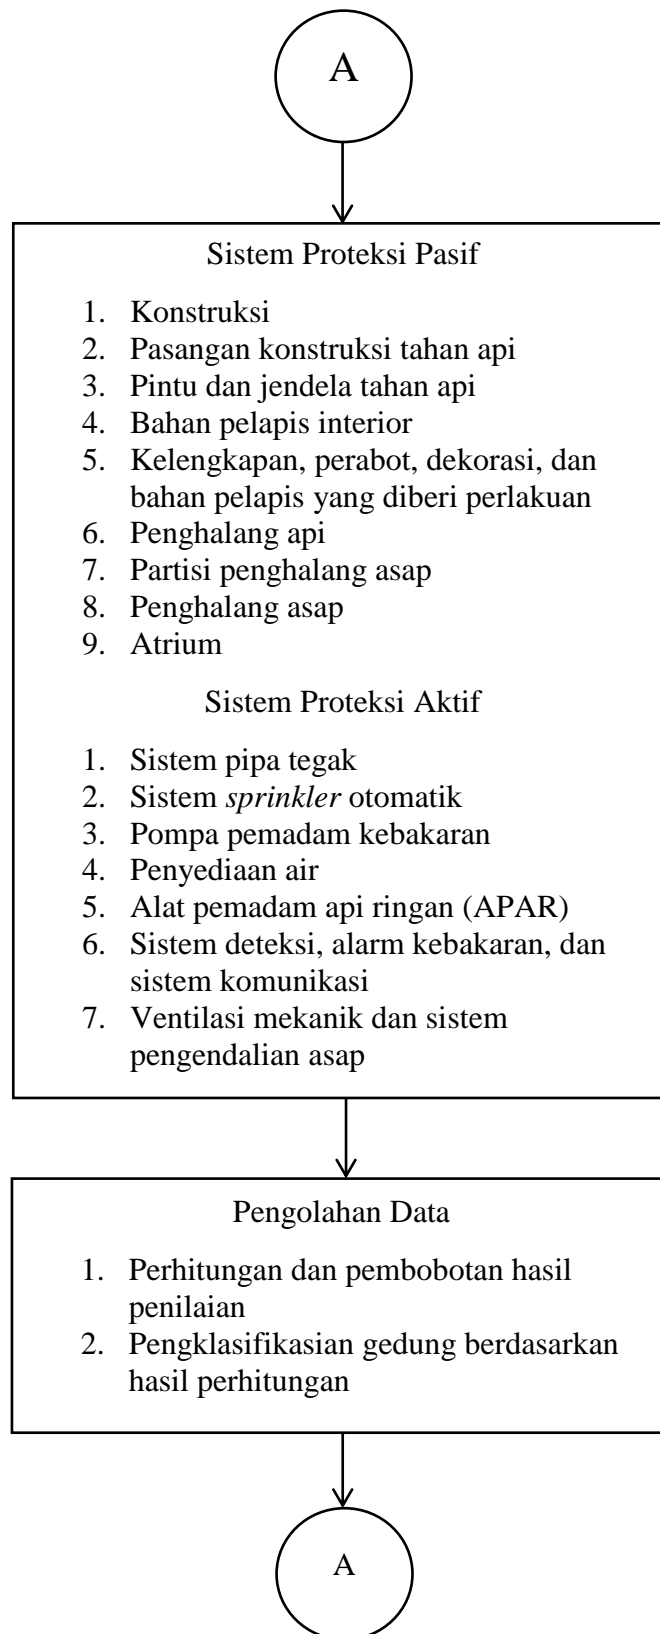 A
Sistem Proteksi Pasif
1. Konstruksi
2. Pasangan konstruksi tahan api
3. Pintu dan jendela tahan api
4. Bahan pelapis interior
5. Kelengkapan, perabot, dekorasi, dan
bahan pelapis yang diberi perlakuan
6. Penghalang api
7. Partisi penghalang asap
8. Penghalang asap
9. Atrium
Sistem Proteksi Aktif
1. Sistem pipa tegak
2. Sistem sprinkler otomatik
3. Pompa pemadam kebakaran
4. Penyediaan air
5. Alat pemadam api ringan (APAR)
6. Sistem deteksi, alarm kebakaran, dan
sistem komunikasi
7. Ventilasi mekanik dan sistem
pengendalian asap
Pengolahan Data
1. Perhitungan dan pembobotan hasil
penilaian
2. Pengklasifikasian gedung berdasarkan
hasil perhitungan
A